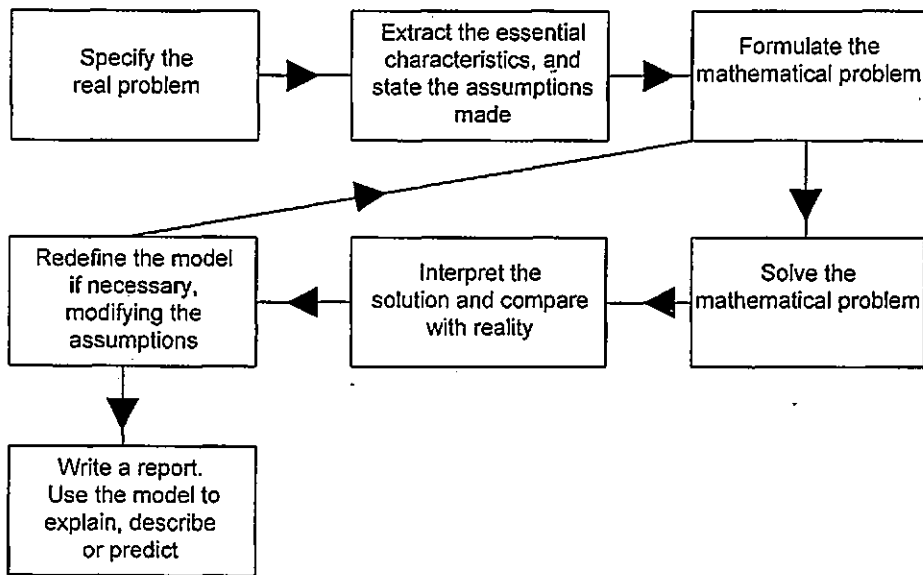 Specify the
real problem
Extract the essential
characteristics, and
state the assumptions
made
Formulate the
mathematical problem
Redefine the model
if necessary,
modifying the
assumptions
Interpret the
solution and compare
with reality
Solve the
mathematical problem
Write a report.
Use the model to
explain, describe
or predict